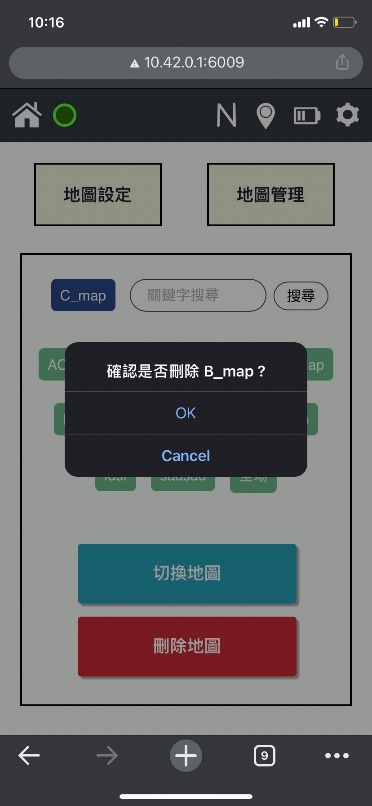 10:16
10.42.0.1:6009
N
地圖設定
地圖管理
C_map
關鍵字搜尋
搜尋
確認是否刪除 B_map？
OK
Cancel
切換地圖
刪除地圖
9